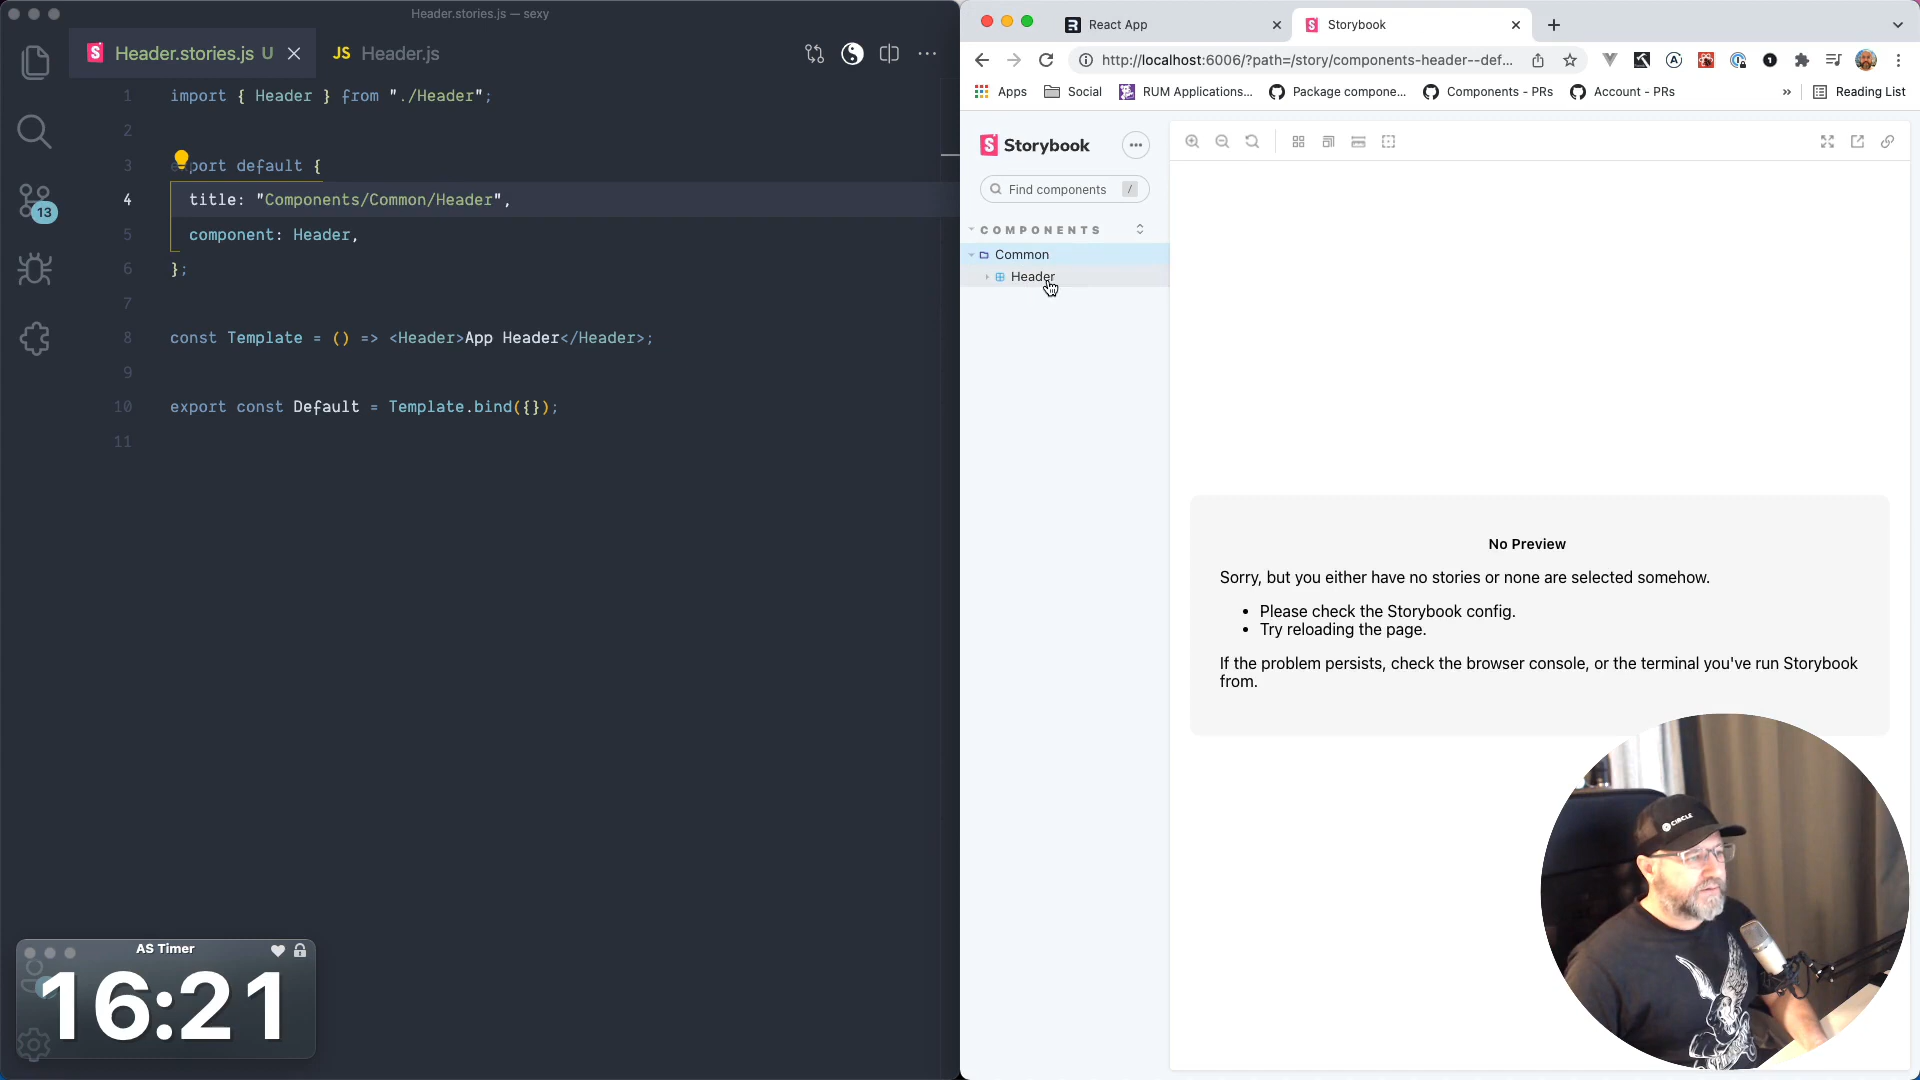 Header.stories.js — sexy
Header.stories.js U
JS Header.js
1 import { Header } from "./Header";
2
3 export default {
4 title: "Components/Common/Header",
5 component: Header,
6 };
7
8 const Template = () => <Header>App Header</Header>;
9
10 export const Default = Template.bind({});
11
13
AS Timer
16:21
React App
Storybook
http://localhost:6006/?path=/story/components-header--def...
Apps
Social
RUM Applications...
Package compone...
Components - PRs
Account - PRs
»
Reading List
Storybook
Find components /
COMPONENTS
Common
Header
No Preview
Sorry, but you either have no stories or none are selected somehow.
• Please check the Storybook config.
• Try reloading the page.
If the problem persists, check the browser console, or the terminal you've run Storybook
from.
CIRCLE